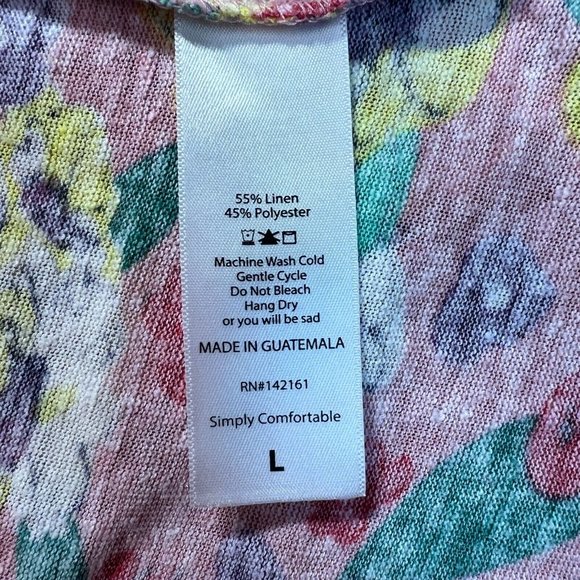 55% Linen
45% Polyester
Machine Wash Cold
Gentle Cycle
Do Not Bleach
Hang Dry
or you will be sad
MADE IN GUATEMALA
RN#142161
Simply Comfortable
L